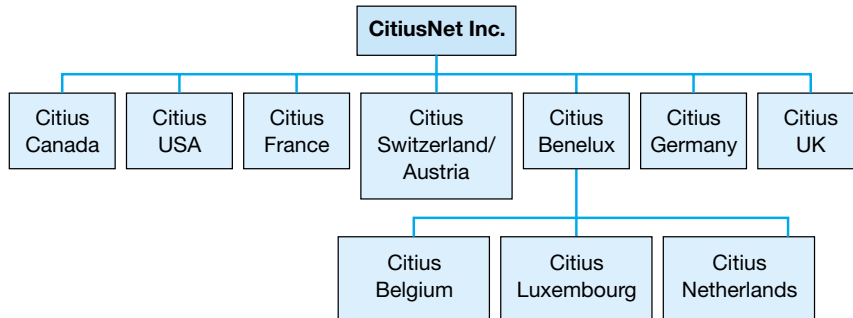 CitiusNet Inc.
Citius
Canada
Citius
USA
Citius
France
Citius
Switzerland/
Austria
Citius
Benelux
Citius
Germany
Citius
UK
Citius
Belgium
Citius
Luxembourg
Citius
Netherlands